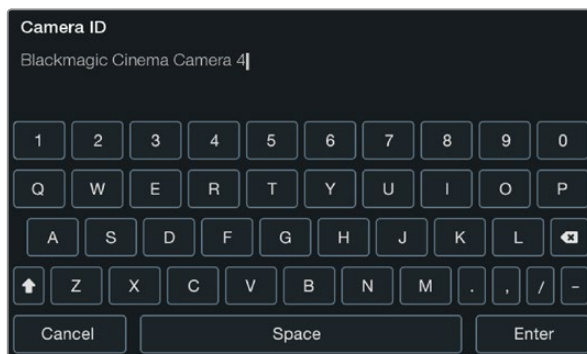 Camera ID
Blackmagic Cinema Camera 4
1 2 3 4 5 6 7 8 9 0
Q W E R T Y U I O P
A S D F G H J K L
Z X C V B N M . , / -
Cancel Space Enter